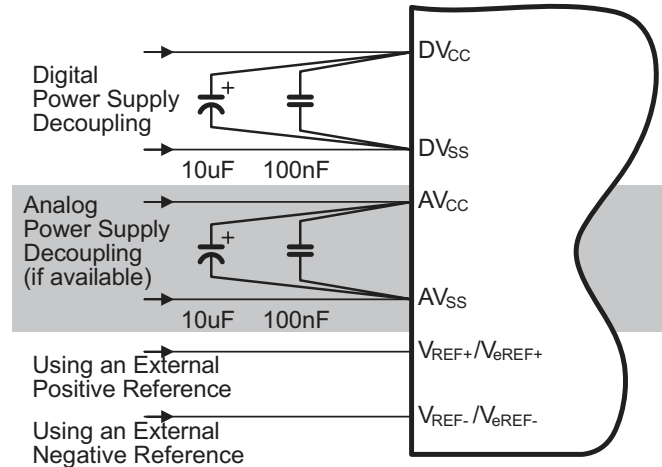 Digital
Power Supply
Decoupling
+
10uF 100nF
DVCC
DVSS
Analog
Power Supply
Decoupling
(if available)
+
10uF 100nF
AVCC
AVSS
Using an External
Positive Reference
VREF+/VeREF+
Using an External
Negative Reference
VREF-/VeREF-